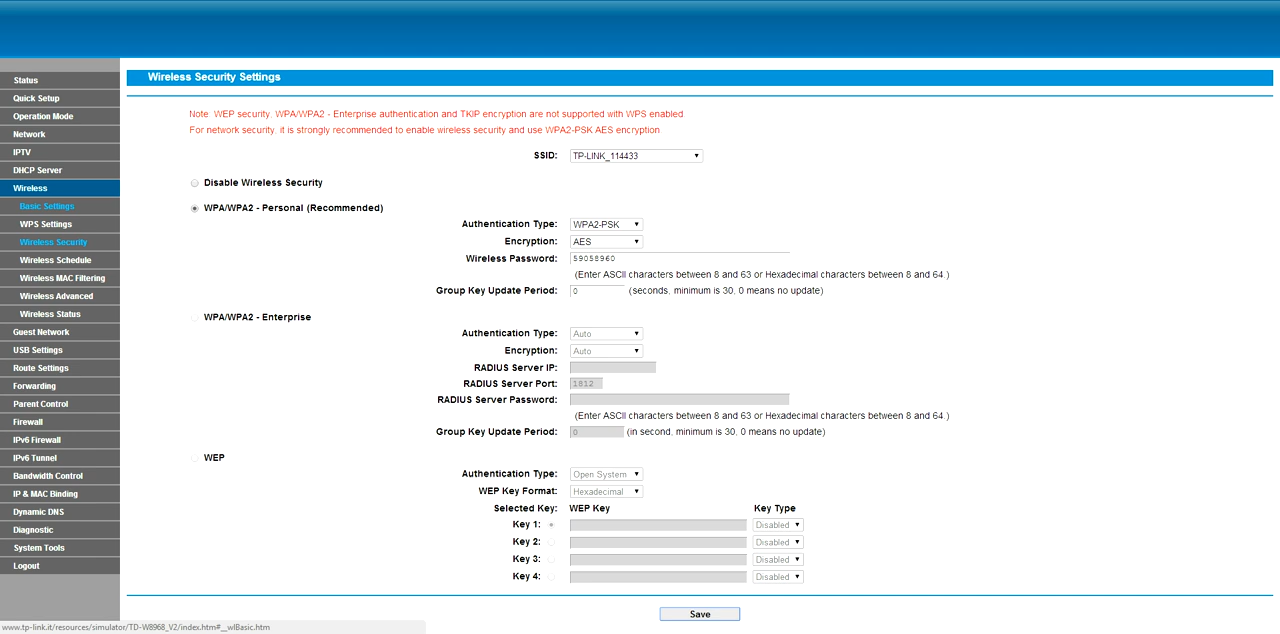 Wireless Security Settings
Note: WEP security, WPA/WPA2 - Enterprise authentication and TKIP encryption are not supported with WPS enabled.
For network security, it is strongly recommended to enable wireless security and use WPA2-PSK AES encryption.
SSID: TP-LINK_114433
Disable Wireless Security
WPA/WPA2 - Personal (Recommended)
Authentication Type: WPA2-PSK
Encryption: AES
Wireless Password: 59058960
(Enter ASCII characters between 8 and 63 or Hexadecimal characters between 8 and 64.)
Group Key Update Period: 0 (seconds, minimum is 30, 0 means no update)
WPA/WPA2 - Enterprise
Authentication Type: Auto
Encryption: Auto
RADIUS Server IP:
RADIUS Server Port: 1812
RADIUS Server Password:
(Enter ASCII characters between 8 and 63 or Hexadecimal characters between 8 and 64.)
Group Key Update Period: 0 (in second, minimum is 30, 0 means no update)
WEP
Authentication Type: Open System
WEP Key Format: Hexadecimal
Selected Key: WEP Key Key Type
Key 1: Disabled
Key 2: Disabled
Key 3: Disabled
Key 4: Disabled
Save
Status
Quick Setup
Operation Mode
Network
IPTV
DHCP Server
Wireless
Basic Settings
WPS Settings
Wireless Security
Wireless Schedule
Wireless MAC Filtering
Wireless Advanced
Wireless Status
Guest Network
USB Settings
Route Settings
Forwarding
Parent Control
Firewall
IPv6 Firewall
IPv6 Tunnel
Bandwidth Control
IP & MAC Binding
Dynamic DNS
Diagnostic
System Tools
Logout
www.tp-link.it/resources/simulator/TD-W8968_V2/index.htm#__wlBasic.htm